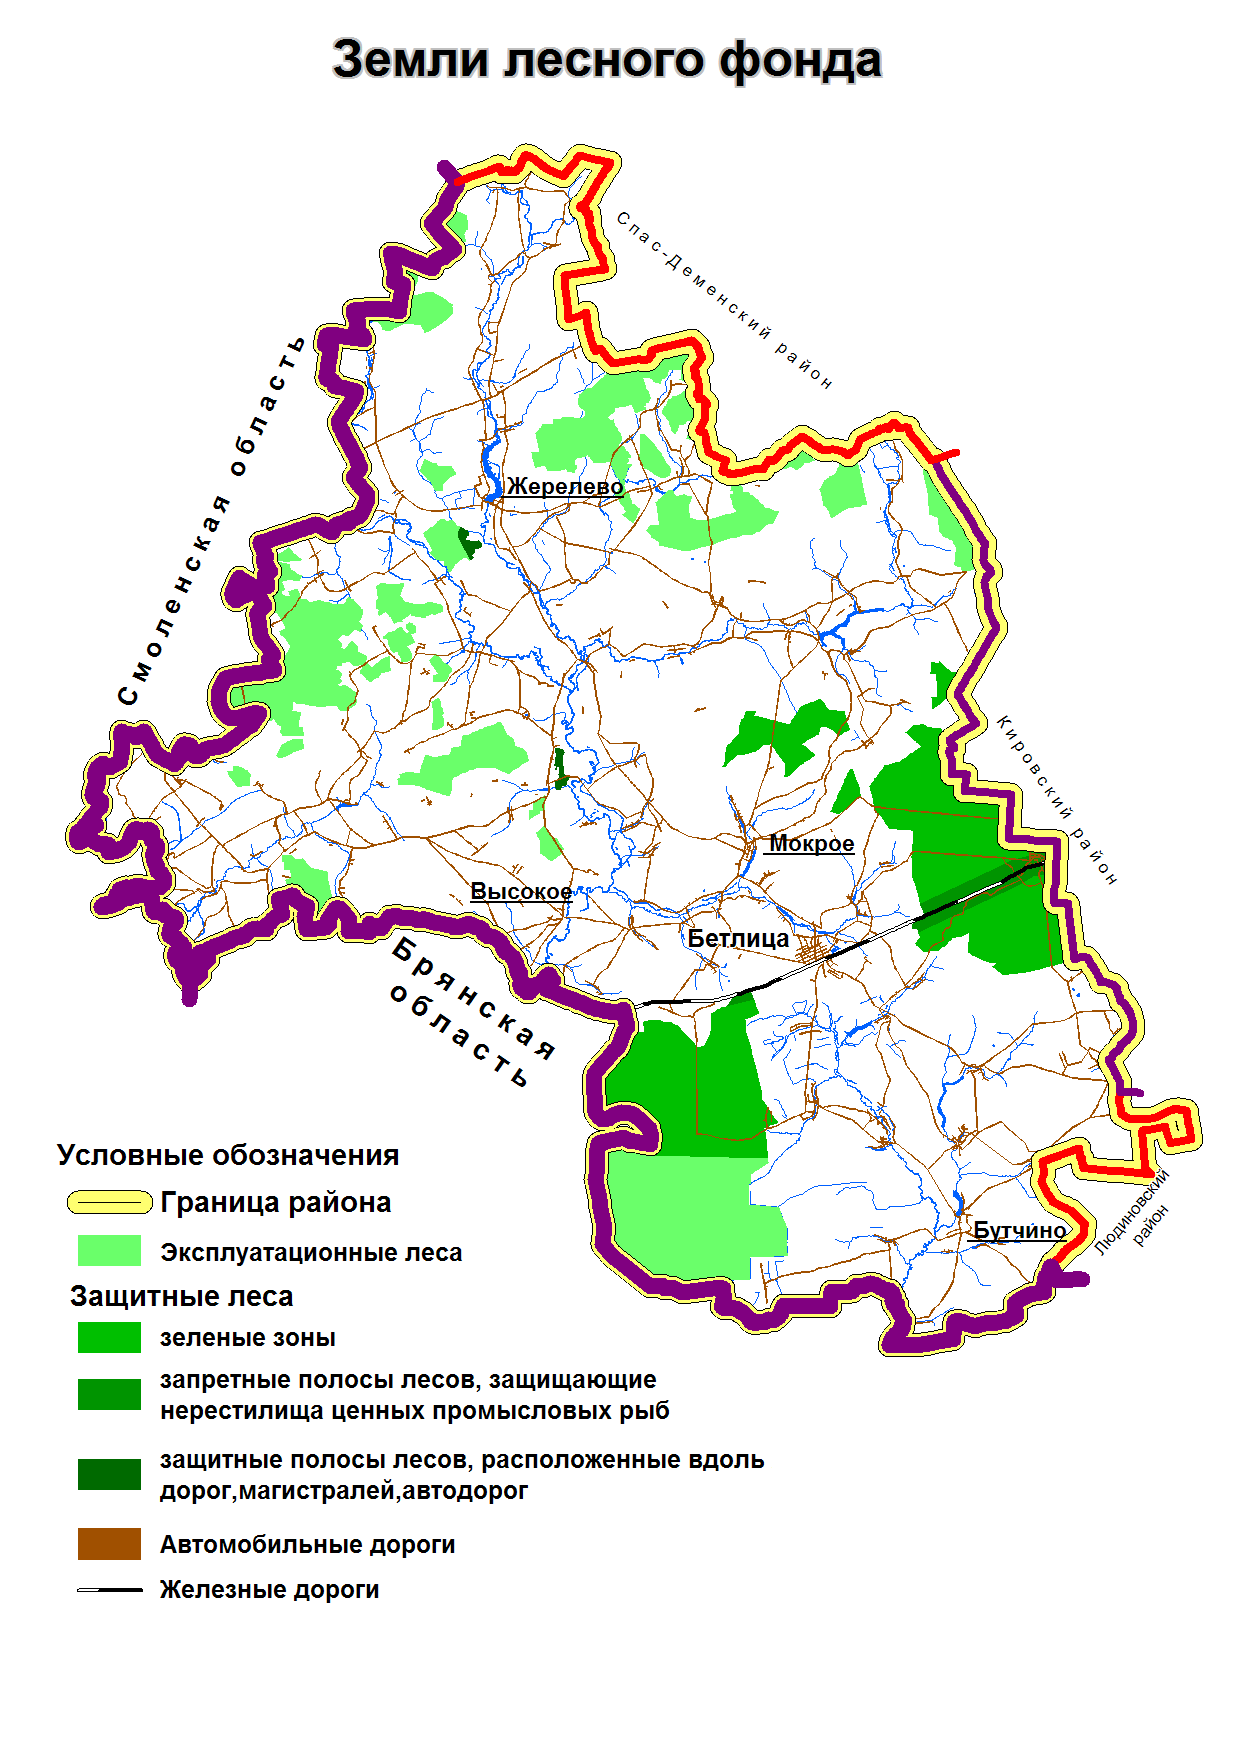 Земли лесного фонда
Спас-Деменский район
Смоленская область
Жерелево
Кировский район
Мокрое
Высокое
Бетлица
Брянская
область
Людиновский
район
Бутчино
Условные обозначения
Граница района
Эксплуатационные леса
Защитные леса
зеленые зоны
запретные полосы лесов, защищающие
нерестилища ценных промысловых рыб
защитные полосы лесов, расположенные вдоль
дорог,магистралей,автодорог
Автомобильные дороги
Железные дороги